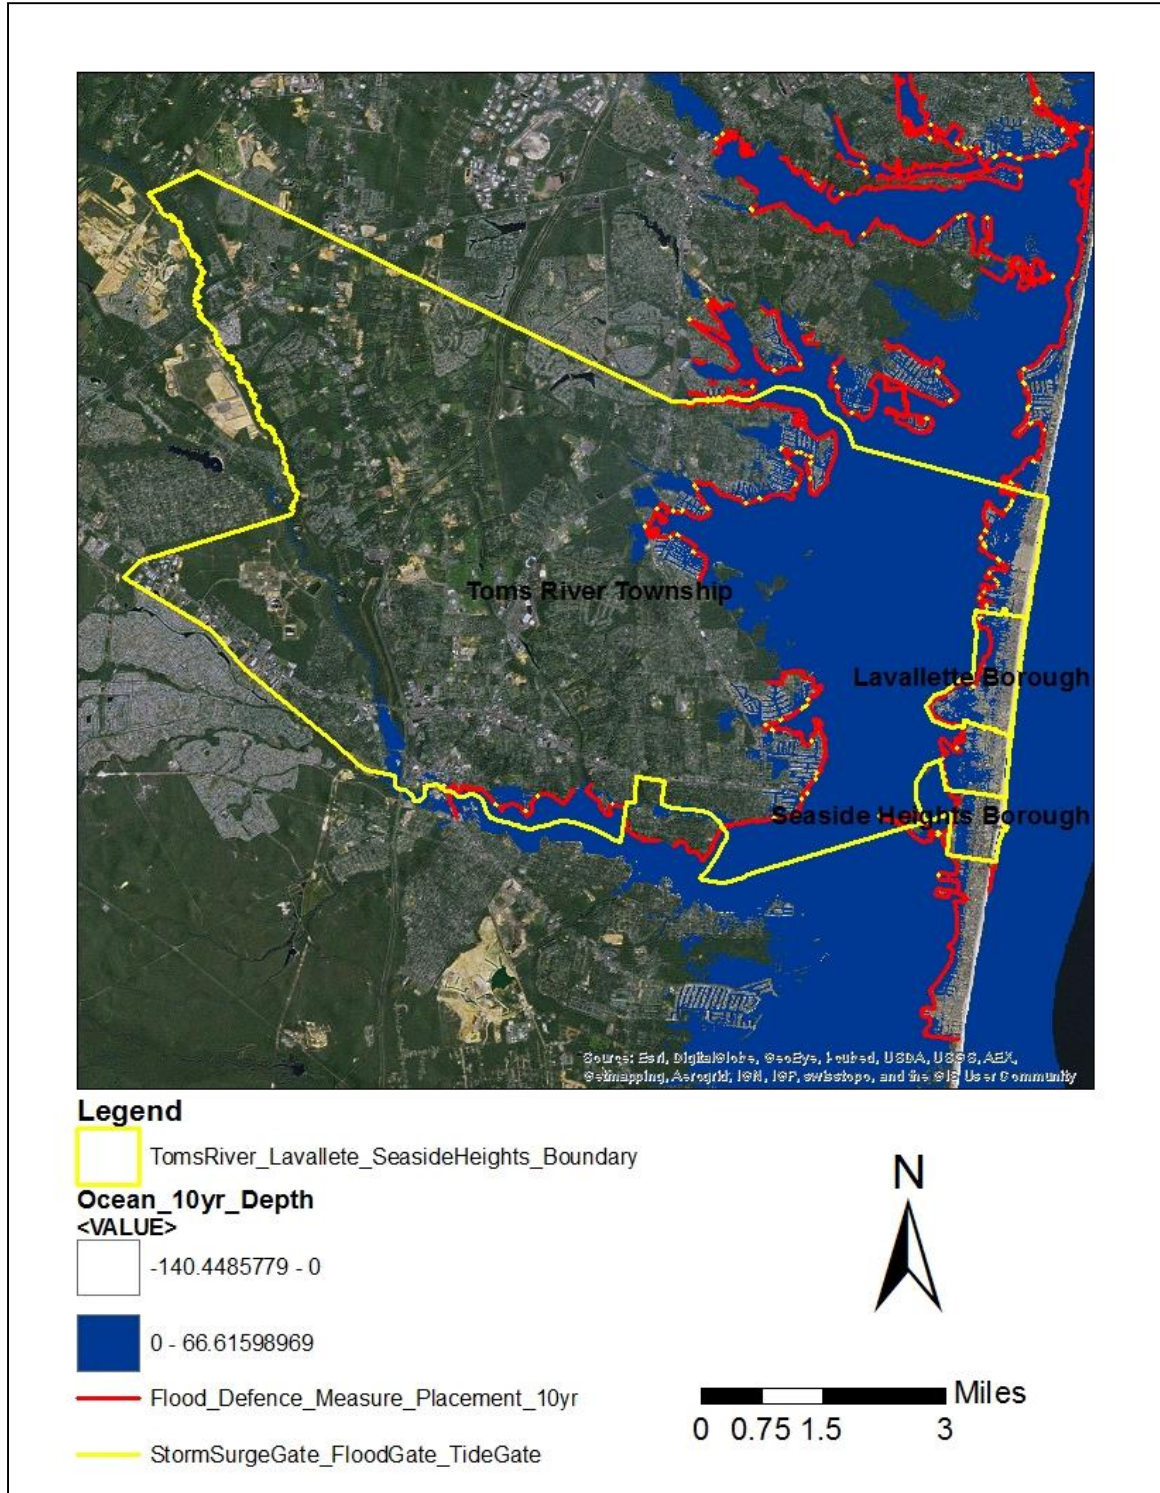 Toms River Township
Lavallette Borough
Seaside Heights Borough
Source: Esri, DigitalGlobe, GeoEye, i-cubed, USDA, USGS, AEX,
Getmapping, Aerogrid, IGN, IGP, swisstopo, and the GIS User Community
Legend
TomsRiver_Lavallete_SeasideHeights_Boundary
Ocean_10yr_Depth
<VALUE>
-140.4485779 - 0
0 - 66.61598969
Flood_Defence_Measure_Placement_10yr
StormSurgeGate_FloodGate_TideGate
N
Miles
0 0.75 1.5 3